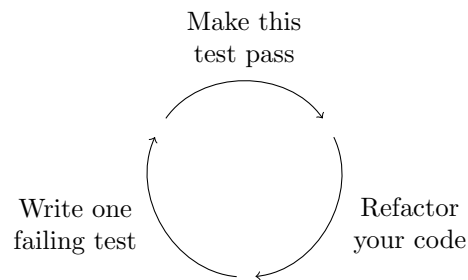 Make this
test pass
Write one
failing test
Refactor
your code